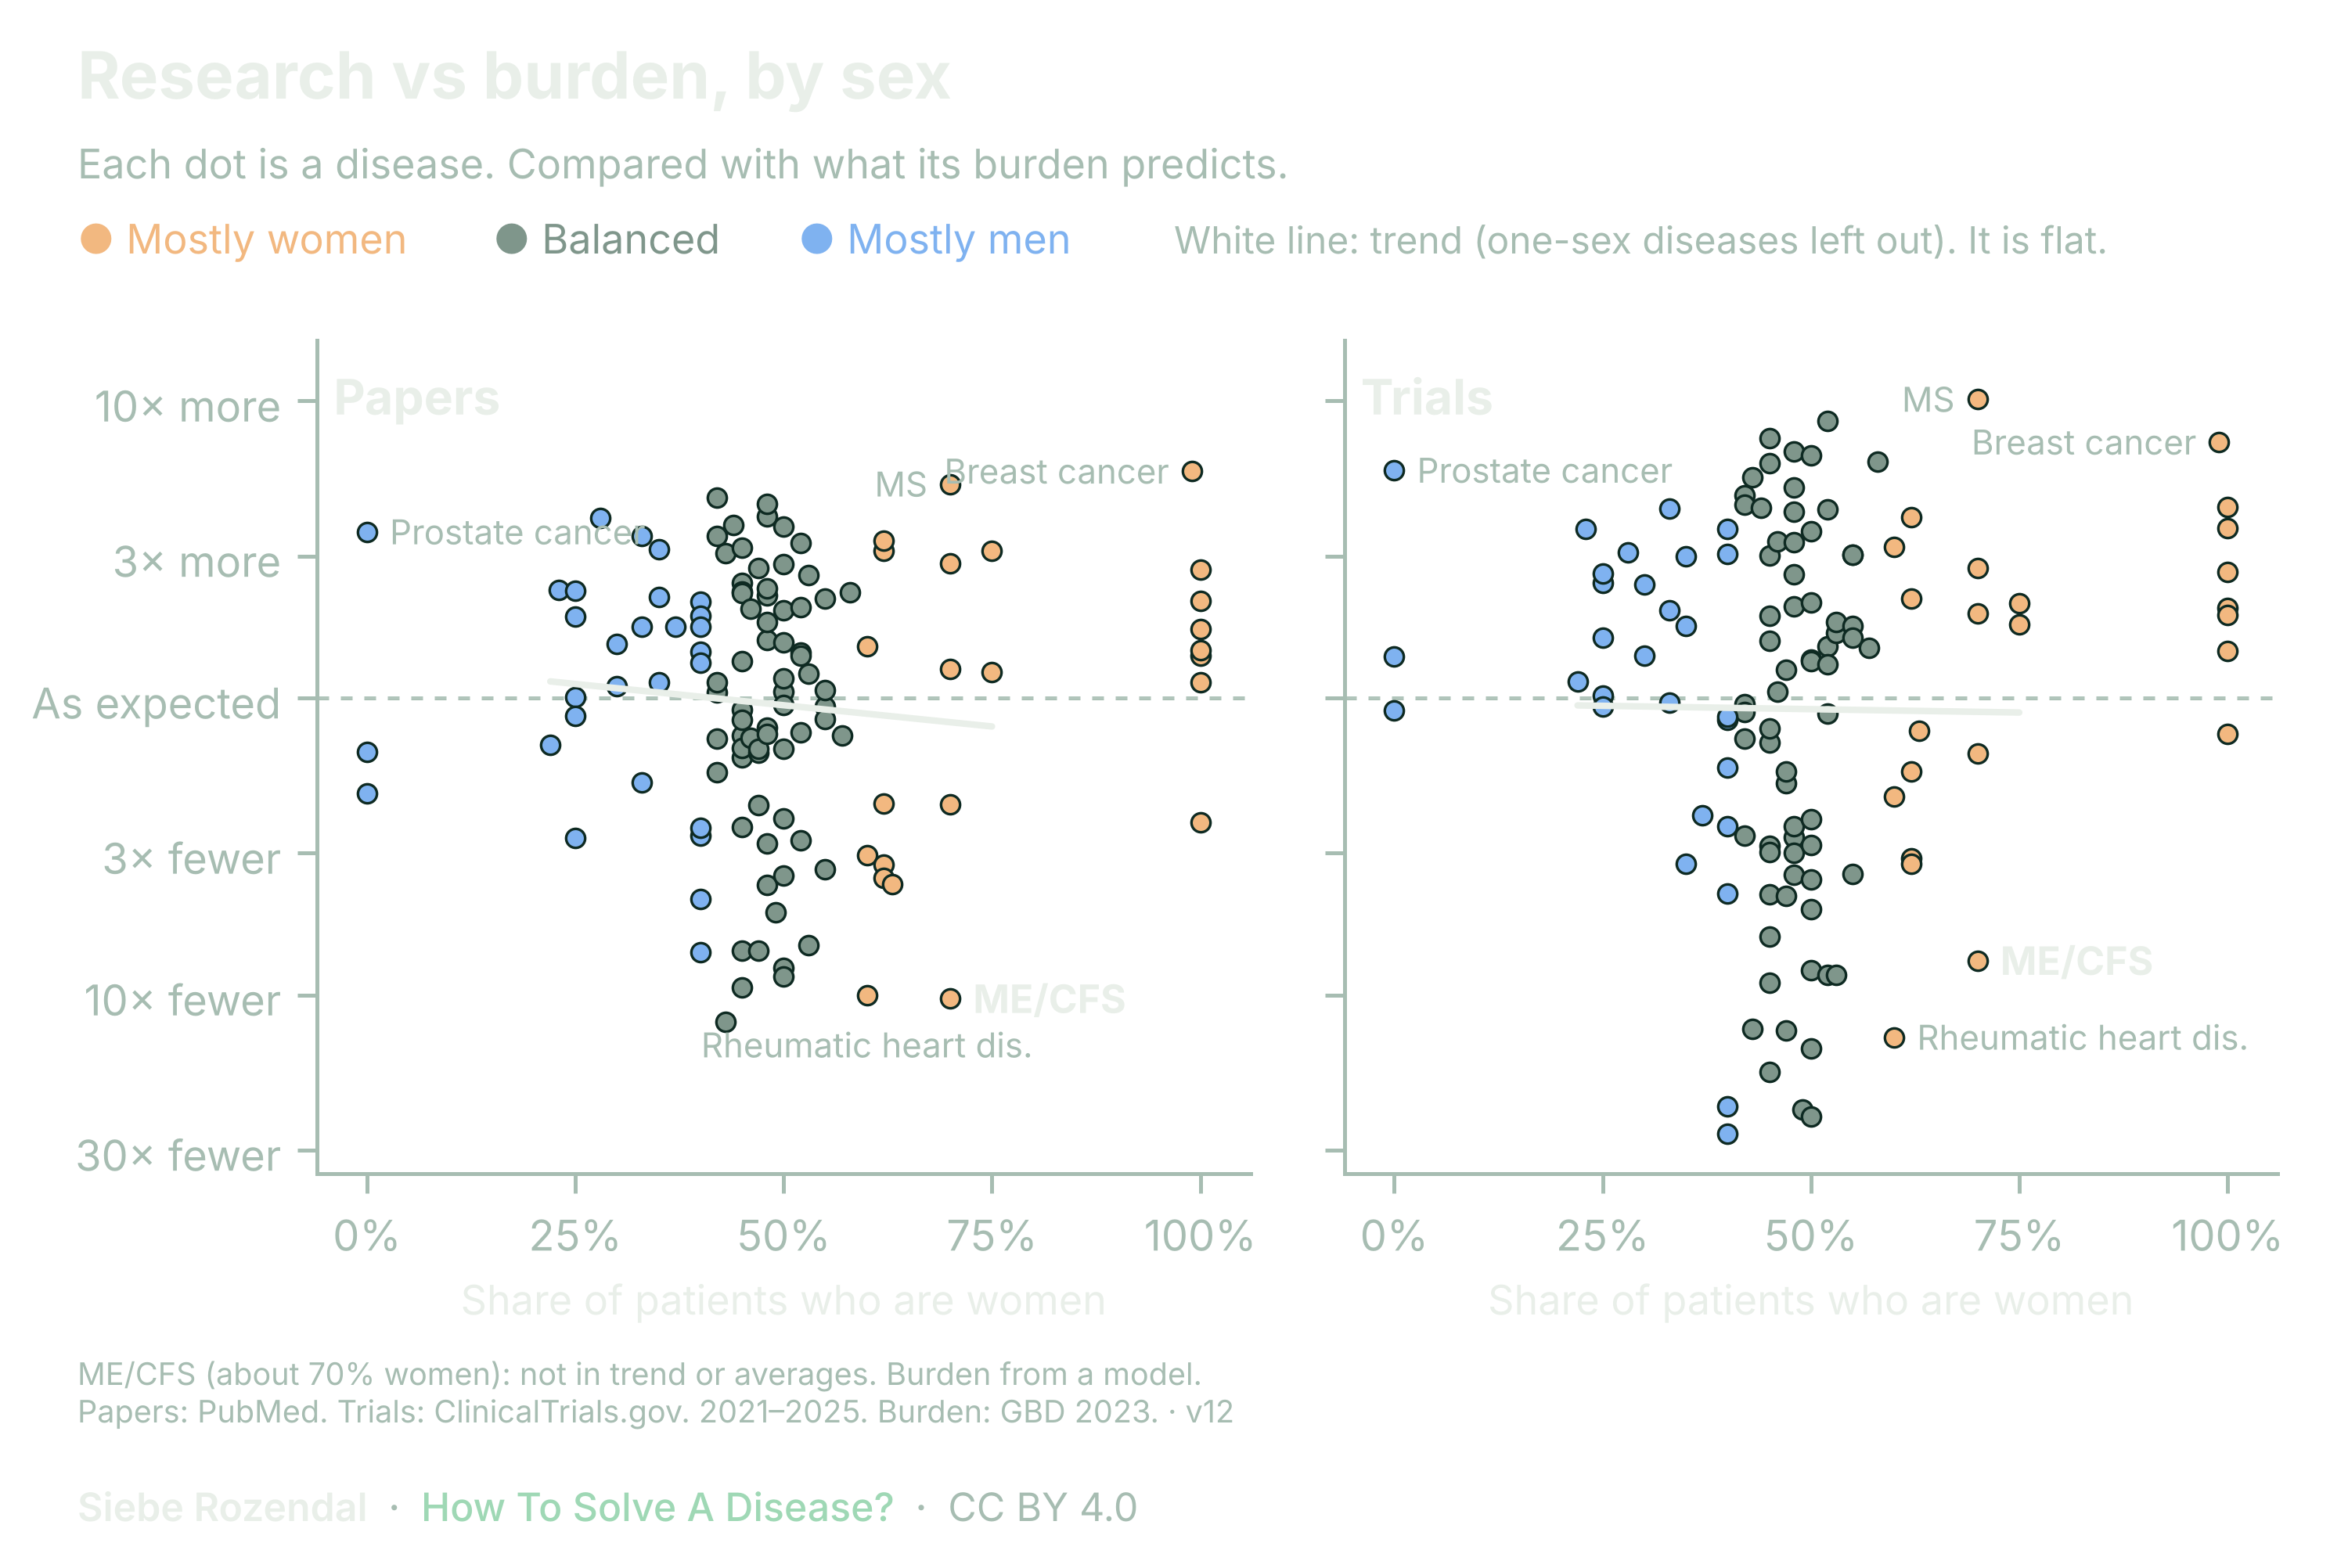 Research vs burden, by sex
Each dot is a disease. Compared with what its burden predicts.
Mostly women
Balanced
Mostly men
White line: trend (one-sex diseases left out). It is flat.
Papers
10× more
3× more
As expected
3× fewer
10× fewer
30× fewer
MS
Breast cancer
Prostate cancer
ME/CFS
Rheumatic heart dis.
0%
25%
50%
75%
100%
Share of patients who are women
Trials
MS
Breast cancer
Prostate cancer
ME/CFS
Rheumatic heart dis.
0%
25%
50%
75%
100%
Share of patients who are women
ME/CFS (about 70% women): not in trend or averages. Burden from a model.
Papers: PubMed. Trials: ClinicalTrials.gov. 2021–2025. Burden: GBD 2023. · v12
Siebe Rozendal · How To Solve A Disease? · CC BY 4.0